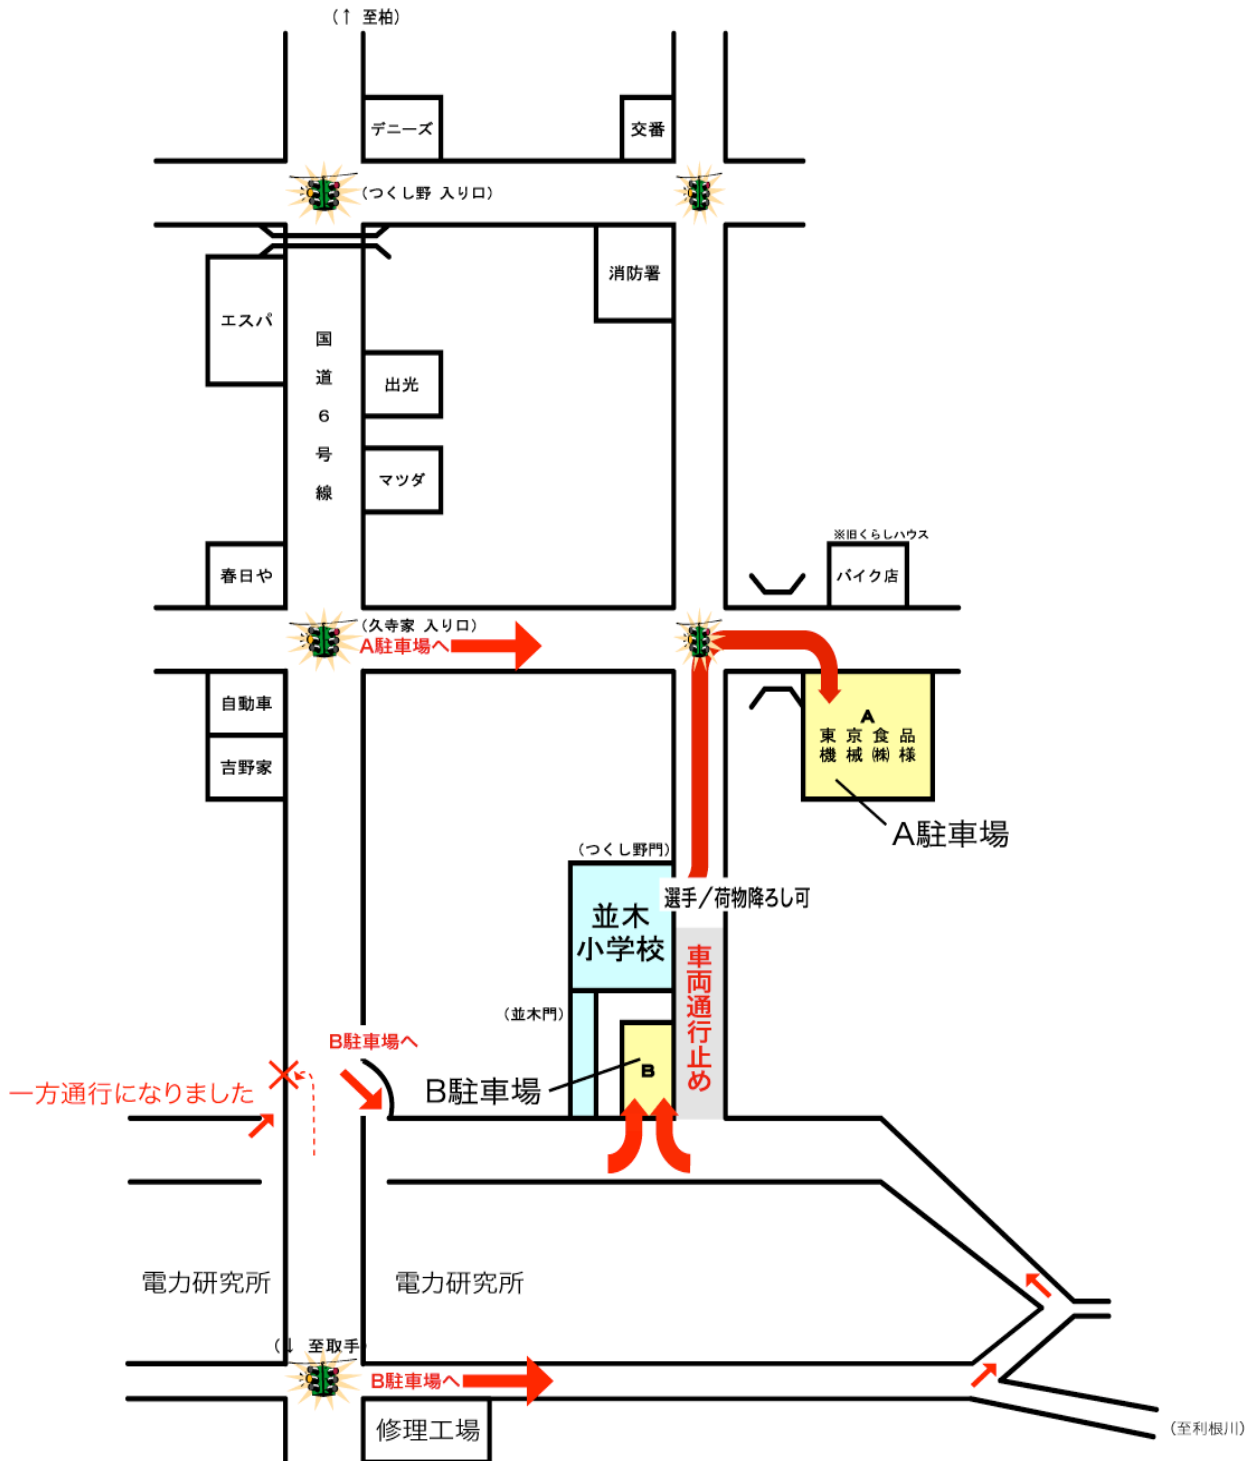 (↑ 至柏)
デニーズ
交番
(つくし野 入り口)
消防署
エスパ
国道6号線
出光
マツダ
※旧くらしハウス
春日や
バイク店
(久寺家 入り口)
A駐車場へ
自動車
吉野家
A
東京食品
機械㈱様
A駐車場
(つくし野門)
選手／荷物降ろし可
並木
小学校
車両通行止め
(並木門)
B駐車場へ
B
B駐車場
一方通行になりました
電力研究所
電力研究所
(↓ 至取手)
B駐車場へ
修理工場
(至利根川)